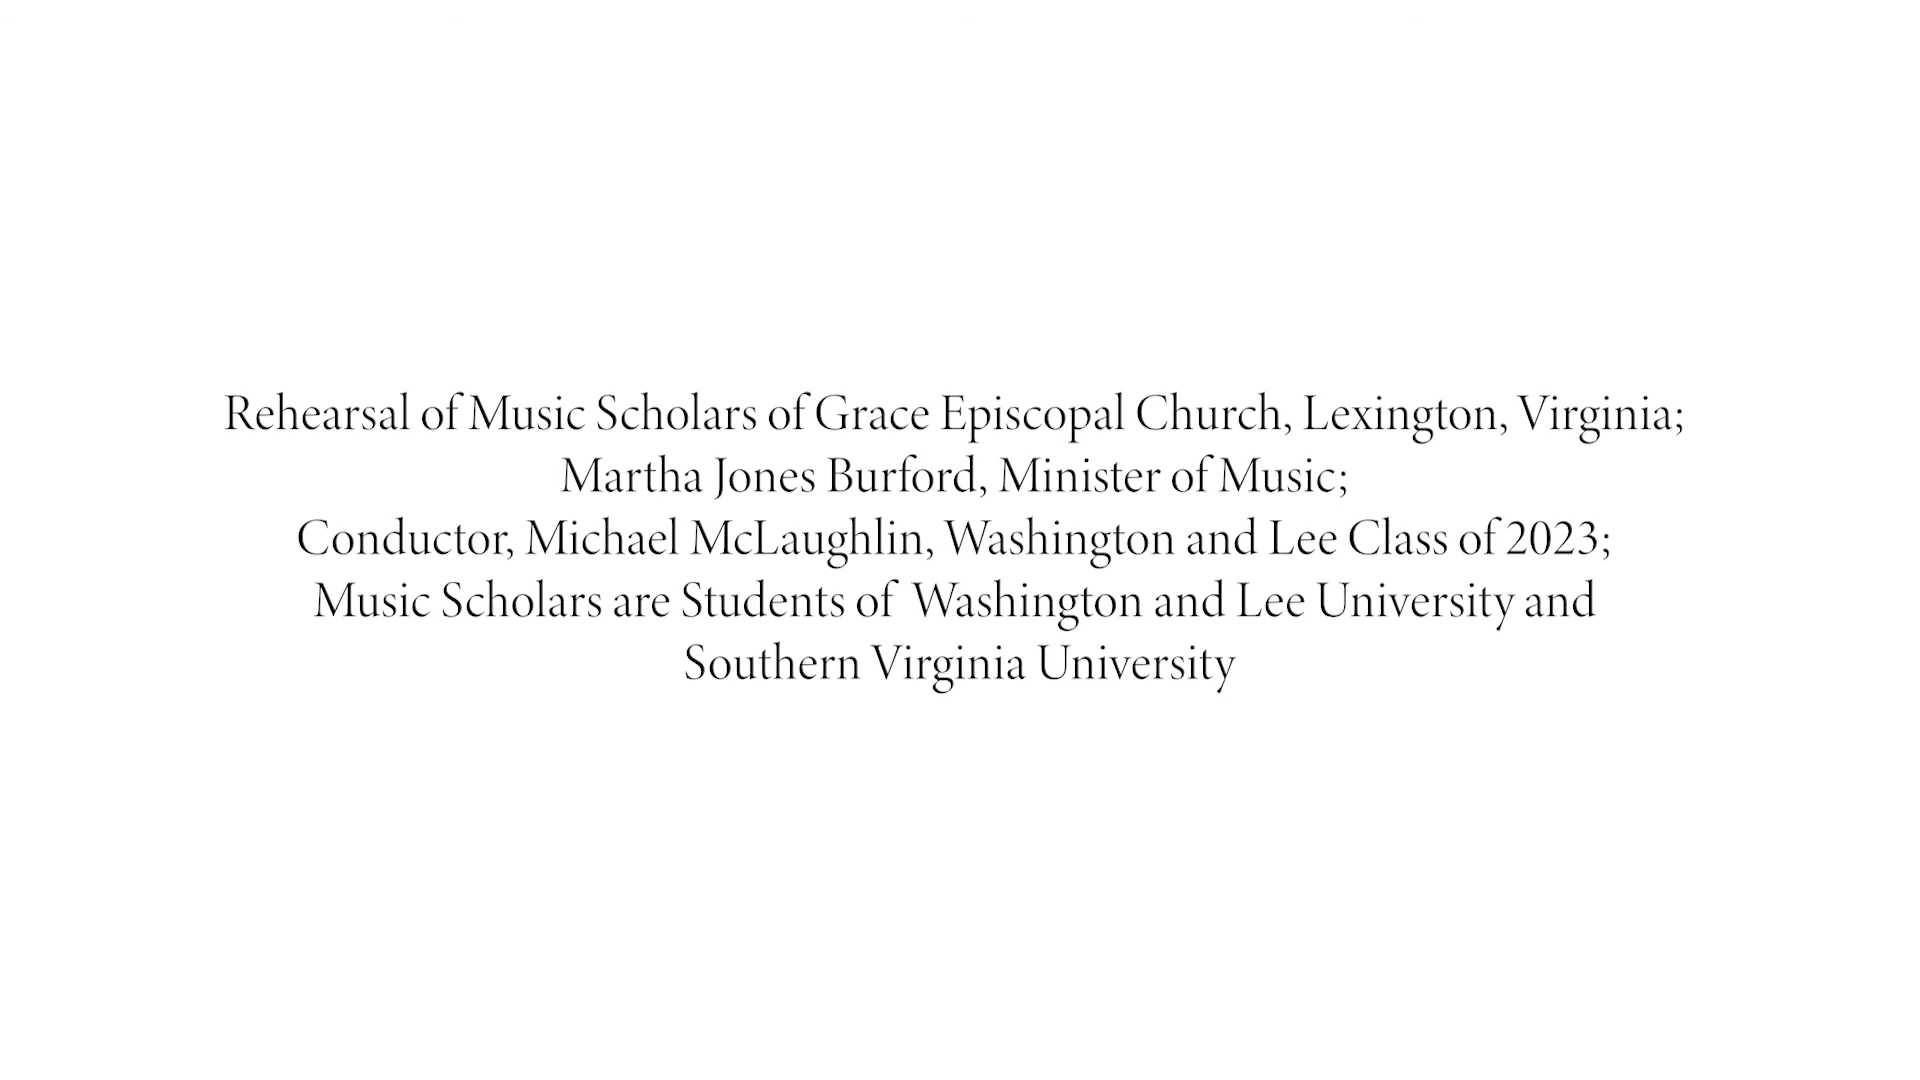 Rehearsal of Music Scholars of Grace Episcopal Church, Lexington, Virginia;
Martha Jones Burford, Minister of Music;
Conductor, Michael McLaughlin, Washington and Lee Class of 2023;
Music Scholars are Students of Washington and Lee University and
Southern Virginia University